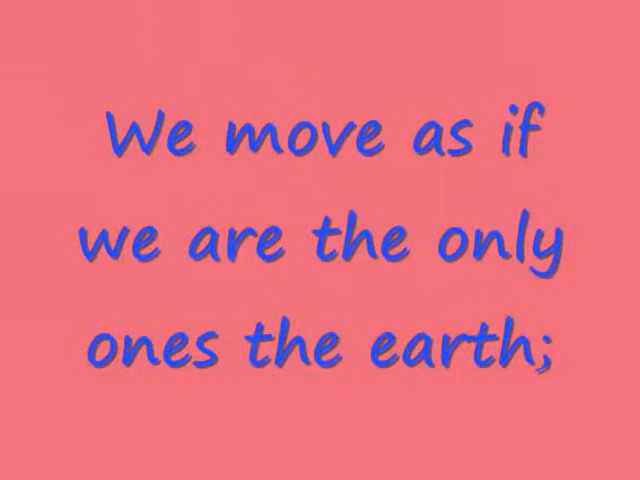 We move as if
we are the only
ones the earth;